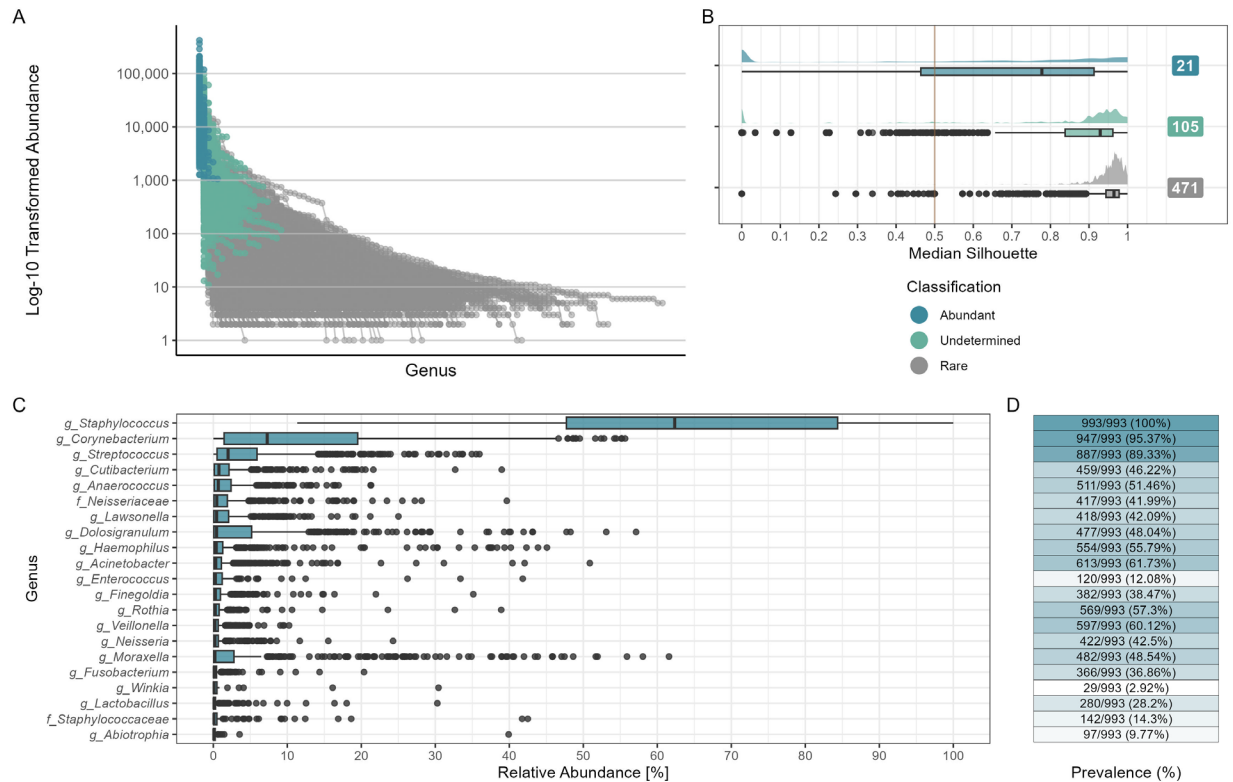 A
Log-10 Transformed Abundance
100,000
10,000
1,000
100
10
1
Genus
B
21
105
471
0 0.1 0.2 0.3 0.4 0.5 0.6 0.7 0.8 0.9 1
Median Silhouette
Classification
Abundant
Undetermined
Rare
C
Genus
g_Staphylococcus
g_Corynebacterium
g_Streptococcus
g_Cutibacterium
g_Anaerococcus
f_Neisseriaceae
g_Lawsonella
g_Dolosigranulum
g_Haemophilus
g_Acinetobacter
g_Enterococcus
g_Finegoldia
g_Rothia
g_Veillonella
g_Neisseria
g_Moraxella
g_Fusobacterium
g_Winkia
g_Lactobacillus
f_Staphylococcaceae
g_Abiotrophia
0 10 20 30 40 50 60 70 80 90 100
Relative Abundance [%]
D
993/993 (100%)
947/993 (95.37%)
887/993 (89.33%)
459/993 (46.22%)
511/993 (51.46%)
417/993 (41.99%)
418/993 (42.09%)
477/993 (48.04%)
554/993 (55.79%)
613/993 (61.73%)
120/993 (12.08%)
382/993 (38.47%)
569/993 (57.3%)
597/993 (60.12%)
422/993 (42.5%)
482/993 (48.54%)
366/993 (36.86%)
29/993 (2.92%)
280/993 (28.2%)
142/993 (14.3%)
97/993 (9.77%)
Prevalence (%)